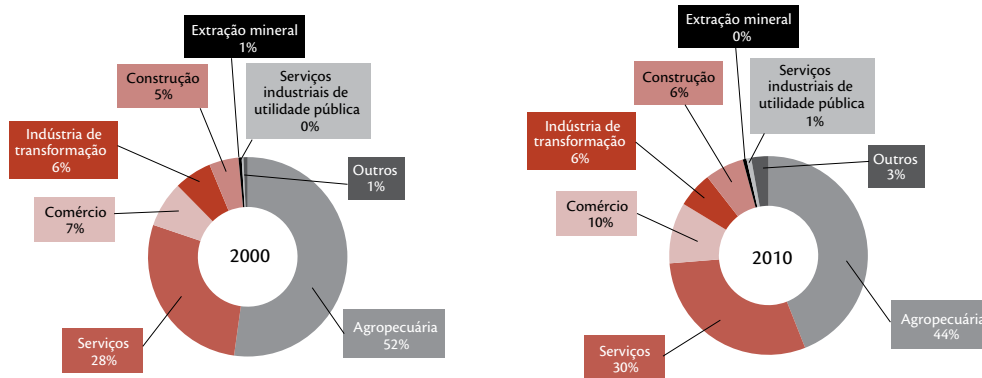 Extração mineral
1%
Construção
5%
Serviços
industriais de
utilidade pública
0%
Indústria de
transformação
6%
Outros
1%
Comércio
7%
2000
Serviços
28%
Agropecuária
52%
Extração mineral
0%
Construção
6%
Serviços
industriais de
utilidade pública
1%
Indústria de
transformação
6%
Outros
3%
Comércio
10%
2010
Serviços
30%
Agropecuária
44%